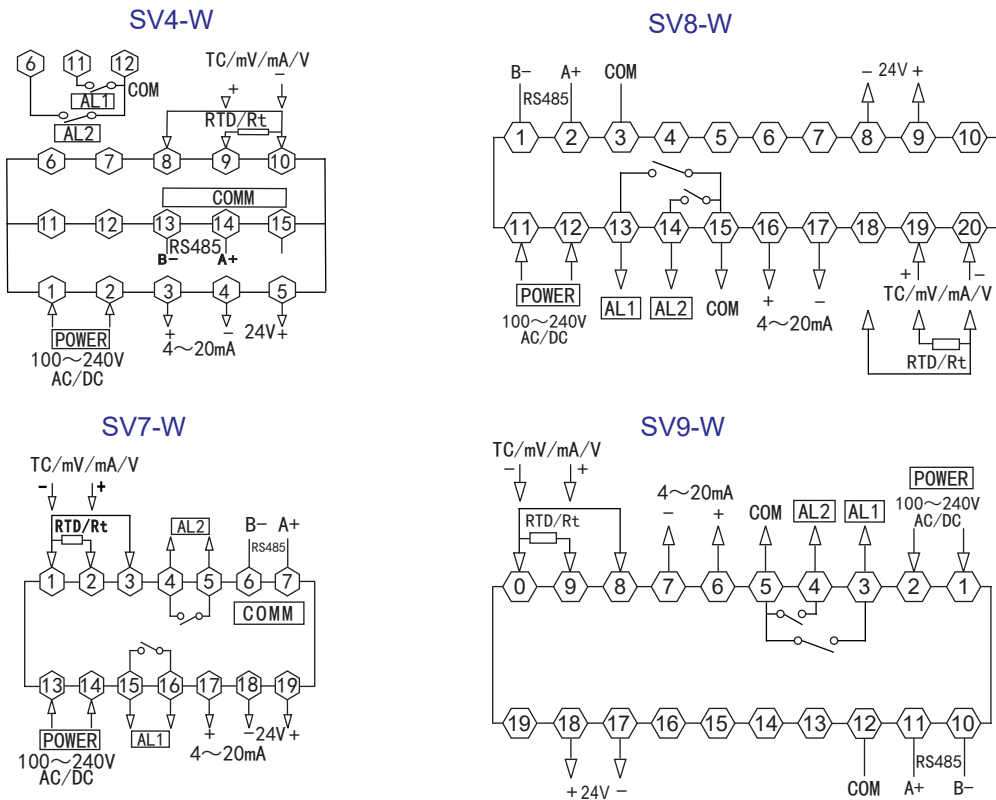 SV4-W
6 11 12
COM
AL1
AL2
TC/mV/mA/V
+ −
RTD/Rt
6 7 8 9 10
COMM
11 12 13 14 15
RS485
B− A+
1 2 3 4 5
POWER
100～240V
AC/DC
+ − 24V+
4～20mA
SV8-W
B− A+ COM
RS485
− 24V +
1 2 3 4 5 6 7 8 9 10
11 12 13 14 15 16 17 18 19 20
POWER
100～240V
AC/DC
AL1 AL2 COM
+ −
4～20mA
+ −
TC/mV/mA/V
RTD/Rt
SV7-W
TC/mV/mA/V
− +
RTD/Rt
AL2
B− A+
RS485
1 2 3 4 5 6 7
COMM
13 14 15 16 17 18 19
POWER
100～240V
AC/DC
AL1
+ −24V+
4～20mA
SV9-W
TC/mV/mA/V
− +
RTD/Rt
4～20mA
− +
COM AL2 AL1
POWER
100～240V
AC/DC
0 9 8 7 6 5 4 3 2 1
19 18 17 16 15 14 13 12 11 10
+ 24V −
RS485
COM A+ B−